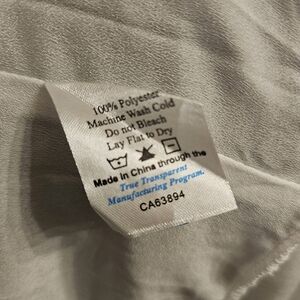 100% Polyester
Machine Wash Cold
Do not Bleach
Lay Flat to Dry
Made in China through the
True Transparent
Manufacturing Program.
CA63894